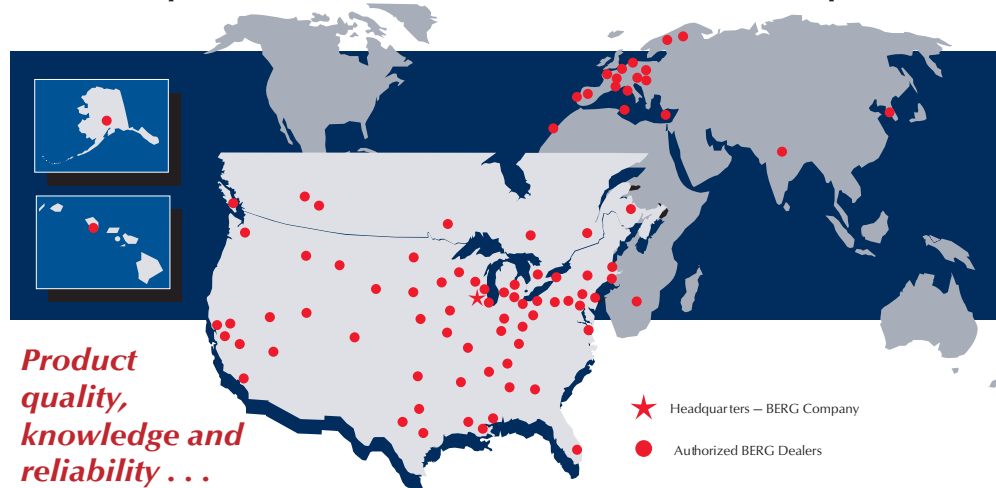 Product
quality,
knowledge and
reliability . . .
Headquarters – BERG Company
Authorized BERG Dealers